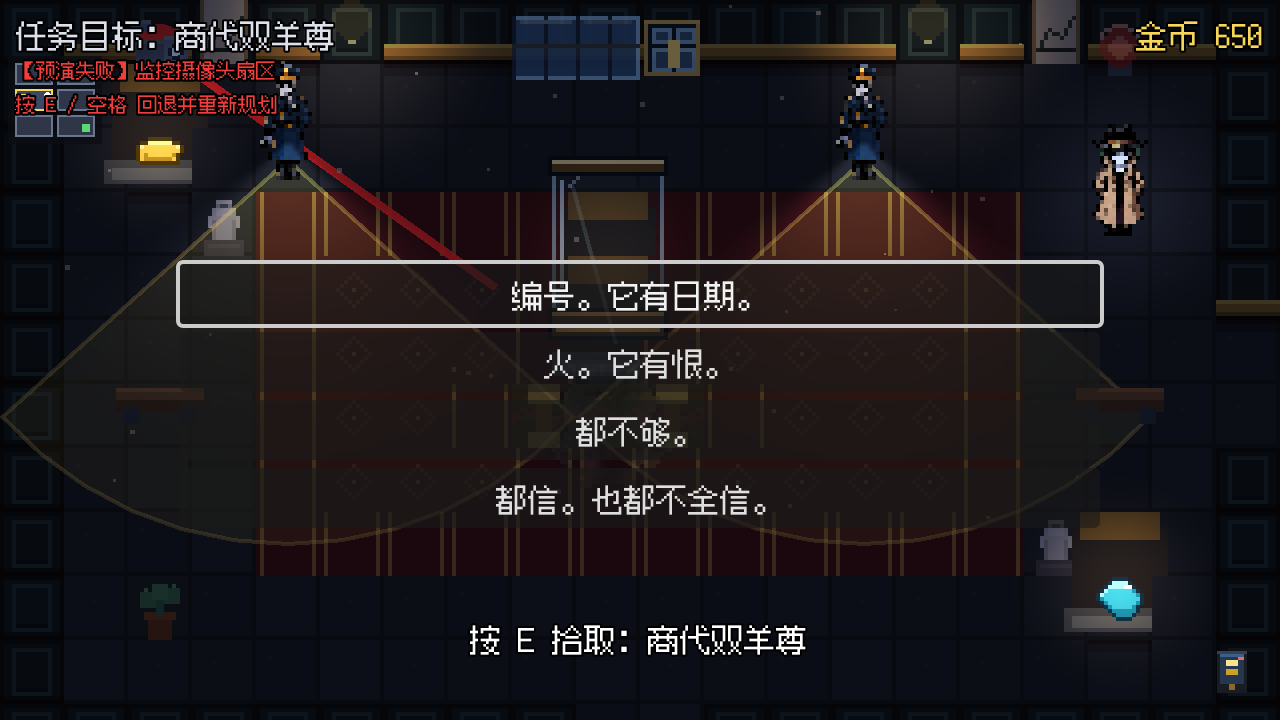 任务目标：商代双羊尊
金币 650
【预演失败】监控摄像头扇区
按 E / 空格 回退并重新规划
编号。它有日期。
火。它有恨。
都不够。
都信。也都不全信。
按 E 拾取：商代双羊尊